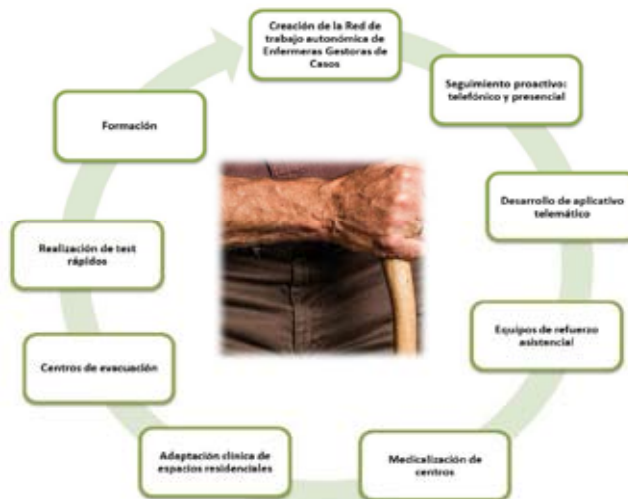 Creación de la Red de
trabajo autonómica de
Enfermeras Gestoras de
Casos
Seguimiento proactivo:
telefónico y presencial
Desarrollo de aplicativo
telemático
Equipos de refuerzo
asistencial
Medicalización de
centros
Adaptación clínica de
espacios residenciales
Centros de evacuación
Realización de test
rápidos
Formación